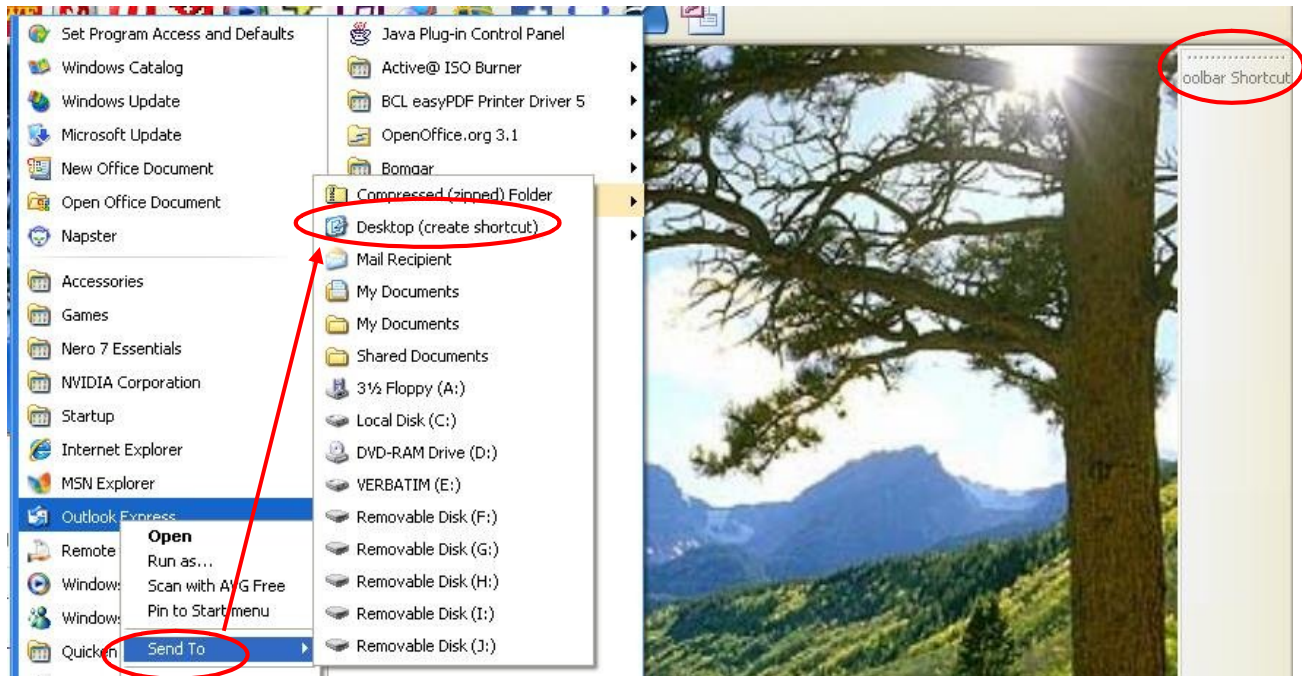 Set Program Access and Defaults
Windows Catalog
Windows Update
Microsoft Update
New Office Document
Open Office Document
Napster
Accessories
Games
Nero 7 Essentials
NVIDIA Corporation
Startup
Internet Explorer
MSN Explorer
Outlook Express
Remote
Windows
Windows
Quicken
Java Plug-in Control Panel
Active@ ISO Burner
BCL easyPDF Printer Driver 5
OpenOffice.org 3.1
Bomgar
Open
Run as...
Scan with AVG Free
Pin to Start menu
Send To
Compressed (zipped) Folder
Desktop (create shortcut)
Mail Recipient
My Documents
My Documents
Shared Documents
3½ Floppy (A:)
Local Disk (C:)
DVD-RAM Drive (D:)
VERBATIM (E:)
Removable Disk (F:)
Removable Disk (G:)
Removable Disk (H:)
Removable Disk (I:)
Removable Disk (J:)
oolbar Shortcut